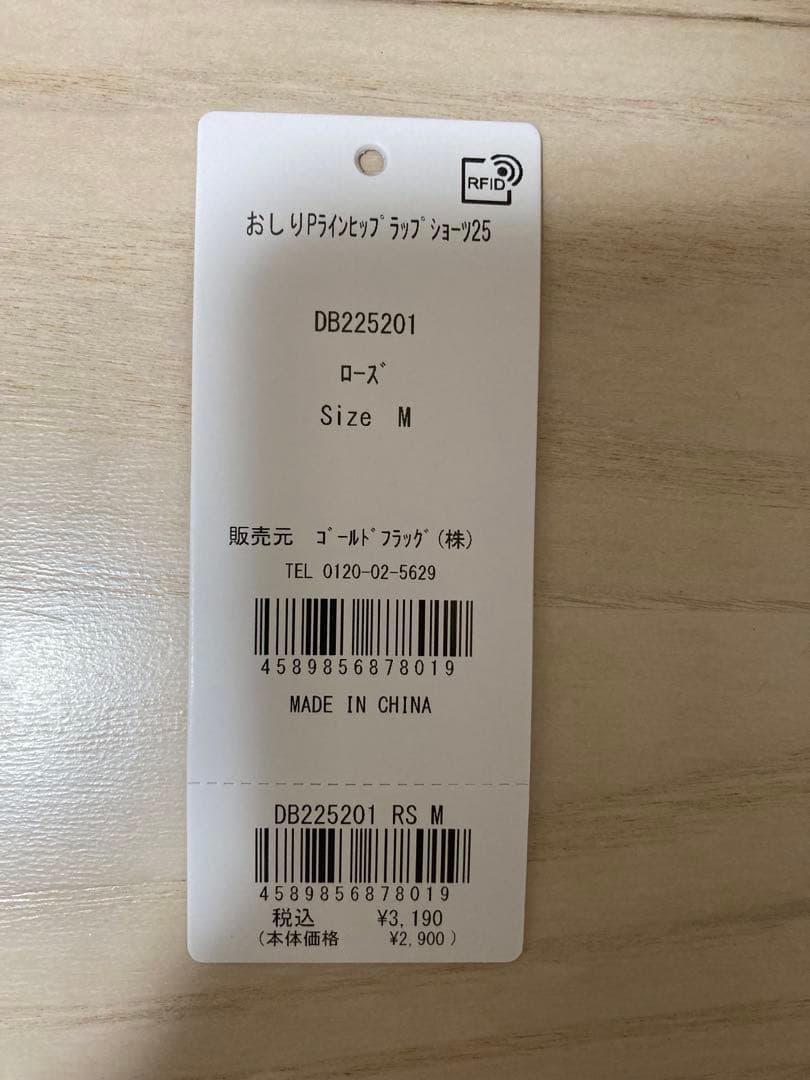 RFID
おしりPﾗｲﾝﾋｯﾌﾟﾗｯﾌﾟｼｮｰﾂ25
DB225201
ﾛｰｽﾞ
Size M
販売元 ｺﾞｰﾙﾄﾞﾌﾗｯｸﾞ(株)
TEL 0120-02-5629
4589856878019
MADE IN CHINA
DB225201 RS M
4589856878019
税込 ¥3,190
(本体価格 ¥2,900)